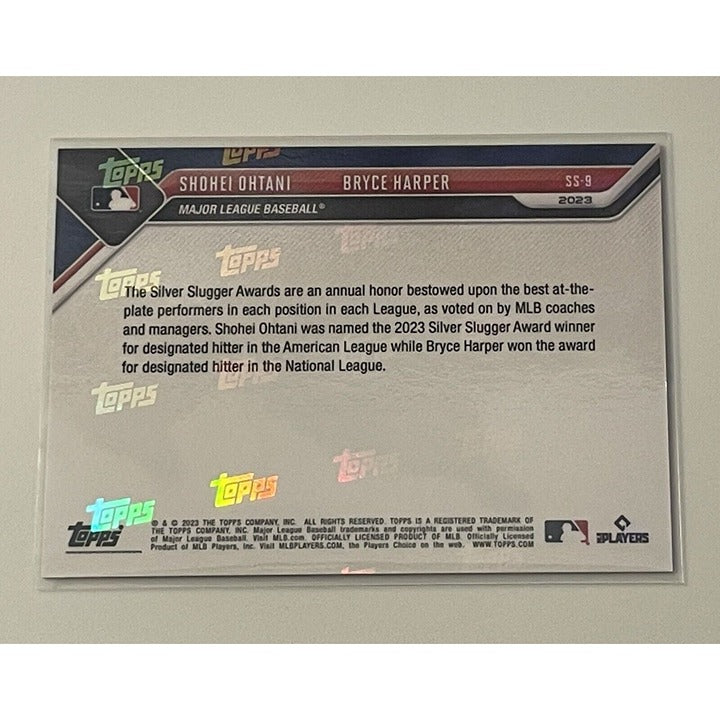 TOPPS
TOPPS
SHOHEI OHTANI BRYCE HARPER SS-9
MAJOR LEAGUE BASEBALL® 2023
TOPPS
TOPPS
TOPPS
The Silver Slugger Awards are an annual honor bestowed upon the best at-the-
plate performers in each position in each League, as voted on by MLB coaches
and managers. Shohei Ohtani was named the 2023 Silver Slugger Award winner
for designated hitter in the American League while Bryce Harper won the award
for designated hitter in the National League.
TOPPS
TOPPS
TOPPS
TOPPS
TOPPS
TOPPS
® & © 2023 THE TOPPS COMPANY, INC. ALL RIGHTS RESERVED. TOPPS IS A REGISTERED TRADEMARK OF
THE TOPPS COMPANY, INC. Major League Baseball trademarks and copyrights are used with permission
of Major League Baseball. Visit MLB.com. OFFICIALLY LICENSED PRODUCT OF MLB. Officially Licensed
Product of MLB Players, Inc. Visit MLBPLAYERS.com, the Players Choice on the web. WWW.TOPPS.COM
PLAYERS